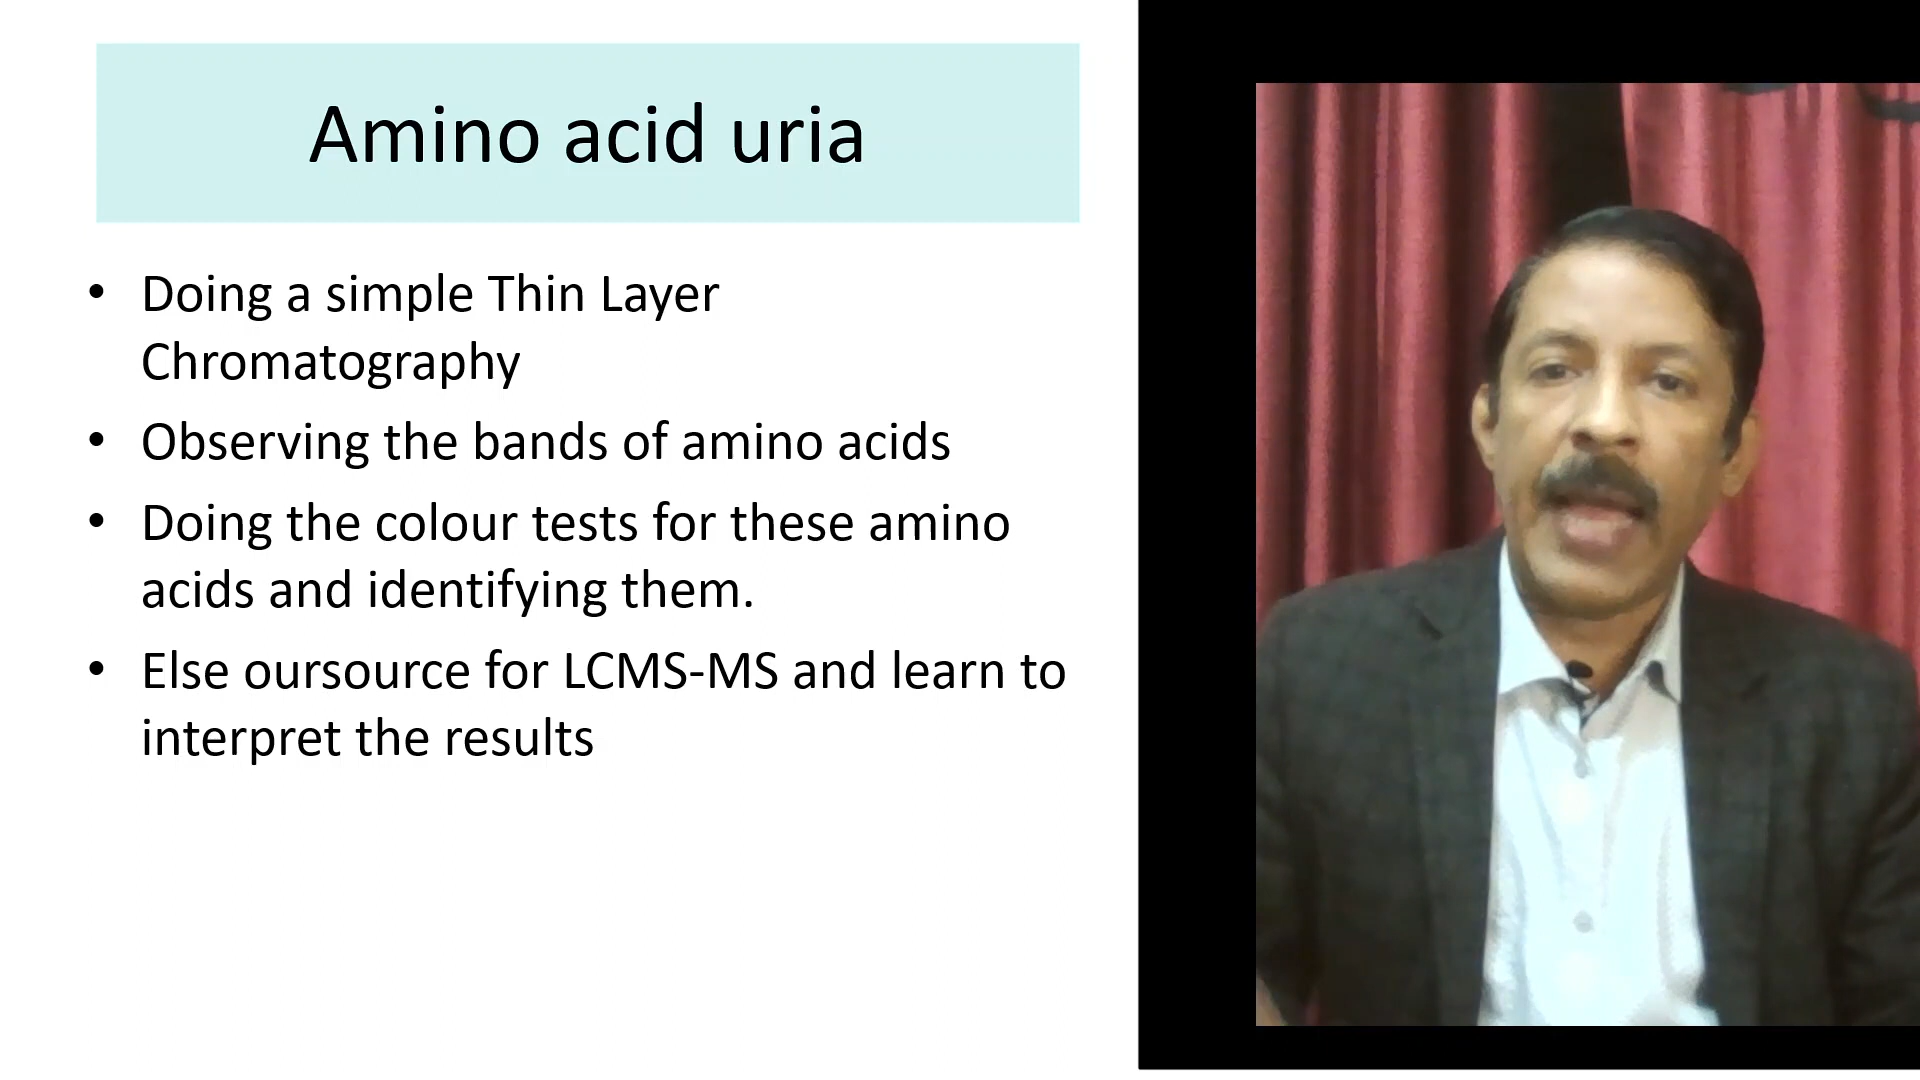 Amino acid uria
• Doing a simple Thin Layer
Chromatography
• Observing the bands of amino acids
• Doing the colour tests for these amino
acids and identifying them.
• Else oursource for LCMS-MS and learn to
interpret the results